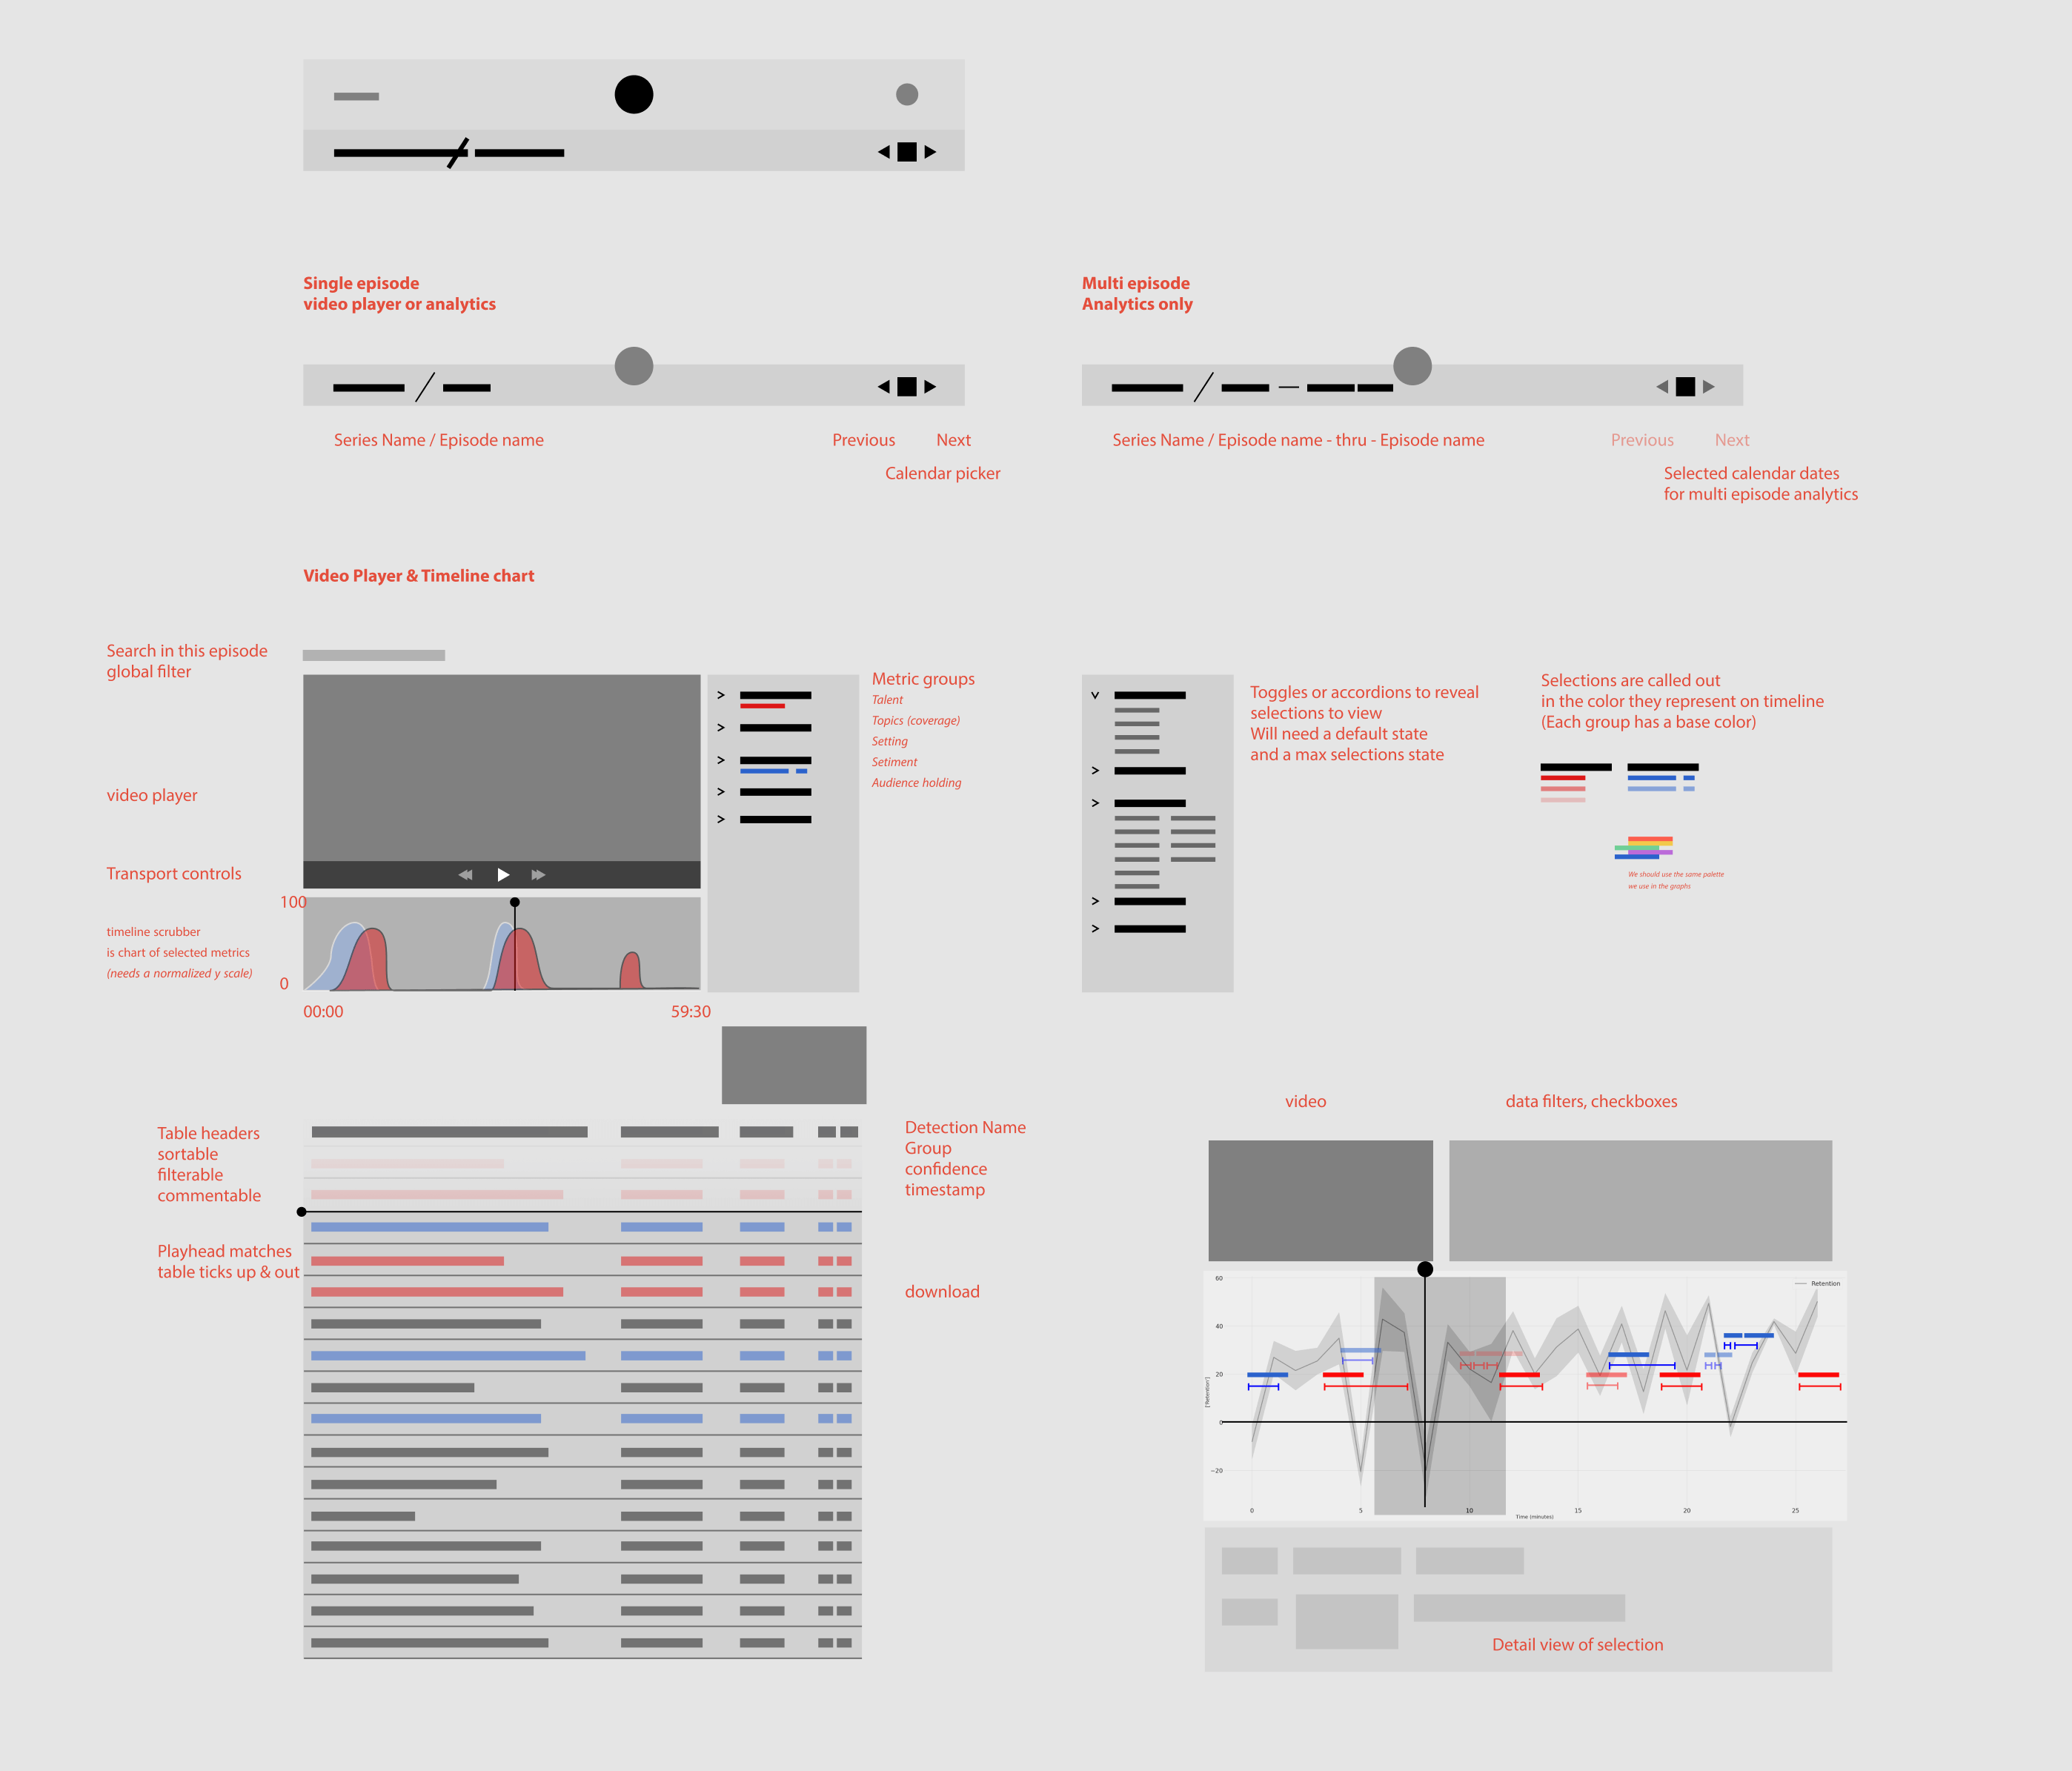 Single episode
video player or analytics
Multi episode
Analytics only
Series Name / Episode name
Previous
Next
Calendar picker
Series Name / Episode name - thru - Episode name
Previous
Next
Selected calendar dates
for multi episode analytics
Video Player & Timeline chart
Search in this episode
global filter
video player
Transport controls
timeline scrubber
is chart of selected metrics
(needs a normalized y scale)
100
0
00:00
59:30
Metric groups
Talent
Topics (coverage)
Setting
Setiment
Audience holding
>
>
>
>
>
v
>
>
>
>
Toggles or accordions to reveal
selections to view
Will need a default state
and a max selections state
Selections are called out
in the color they represent on timeline
(Each group has a base color)
We should use the same palette
we use in the graphs
Table headers
sortable
filterable
commentable
Playhead matches
table ticks up & out
Detection Name
Group
confidence
timestamp
download
video
data filters, checkboxes
Retention
60
40
20
0
−20
['Retention']
0
5
10
15
20
25
Time (minutes)
Detail view of selection